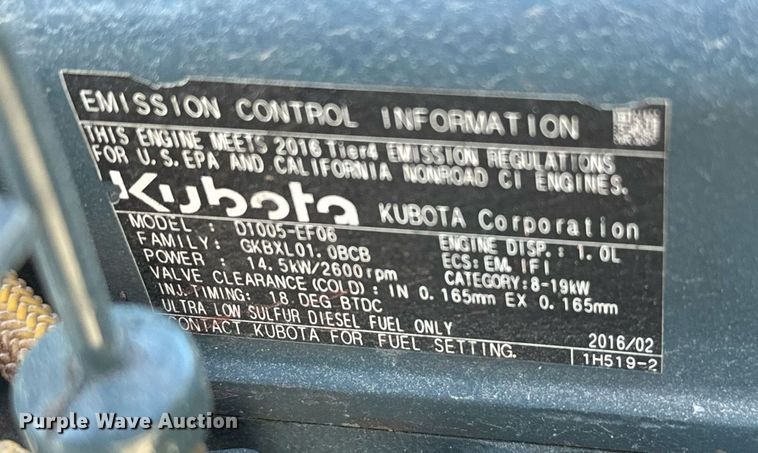 EMISSION CONTROL INFORMATION
THIS ENGINE MEETS 2016 Tier4 EMISSION REGULATIONS
FOR U.S.EPA AND CALIFORNIA NONROAD CI ENGINES.
Kubota KUBOTA Corporation
MODEL : D1005-EF06 ENGINE DISP.: 1.0L
FAMILY: GKBXL01.0BCB ECS: EM, IFI
POWER : 14.5kW/2600rpm CATEGORY: 8-19kW
VALVE CLEARANCE(COLD): IN 0.165mm EX 0.165mm
INJ.TIMING: 18 DEG BTDC
ULTRA LOW SULFUR DIESEL FUEL ONLY 2016/02
CONTACT KUBOTA FOR FUEL SETTING. 1H519-2
Purple Wave Auction